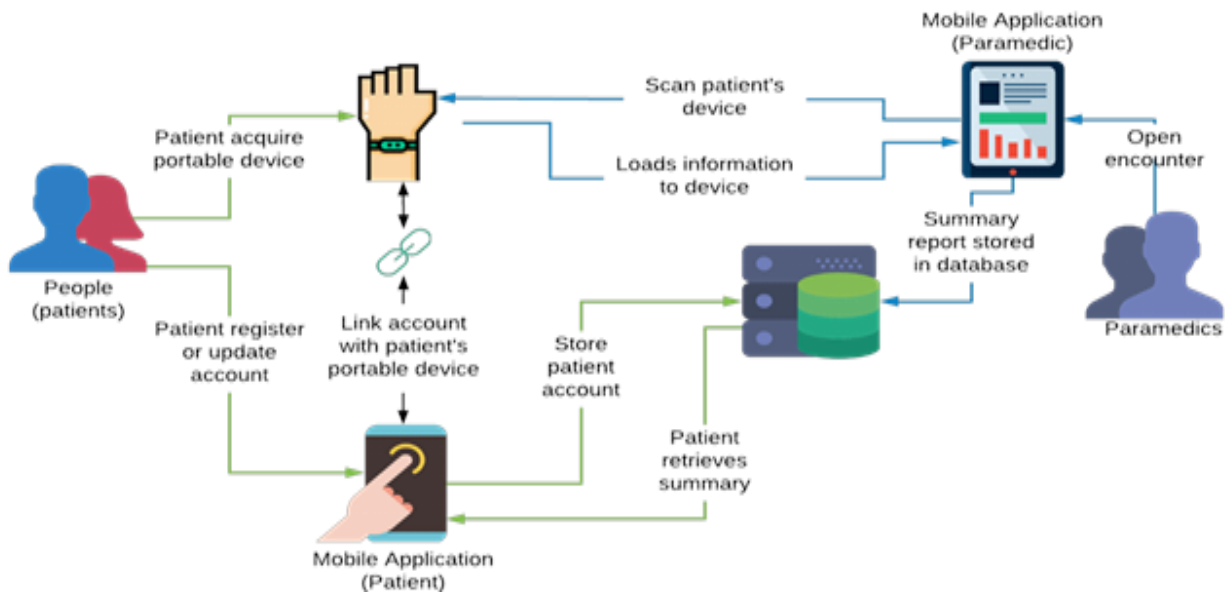 Mobile Application
(Paramedic)
Scan patient's
device
Patient acquire
portable device
Open
encounter
Loads information
to device
Summary
report stored
in database
People
(patients)
Paramedics
Patient register
or update
account
Link account
with patient's
portable device
Store
patient
account
Patient
retrieves
summary
Mobile Application
(Patient)